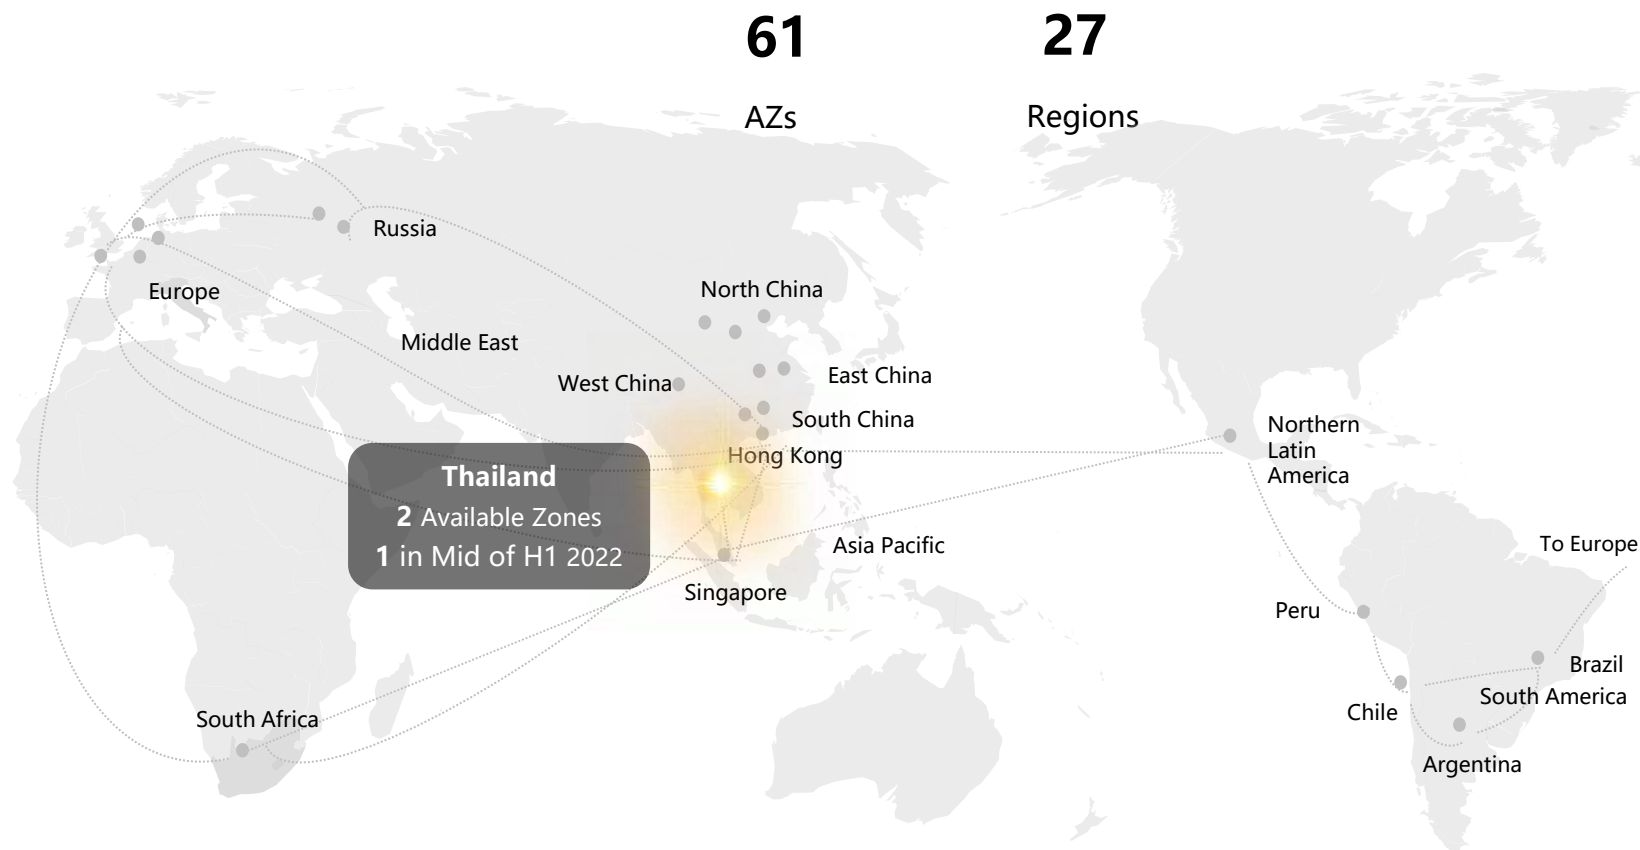 61
27
AZs
Regions
Russia
Europe
North China
Middle East
West China
East China
South China
Northern
Latin
America
Hong Kong
Thailand
2 Available Zones
1 in Mid of H1 2022
Asia Pacific
To Europe
Singapore
Peru
Brazil
South America
Chile
South Africa
Argentina